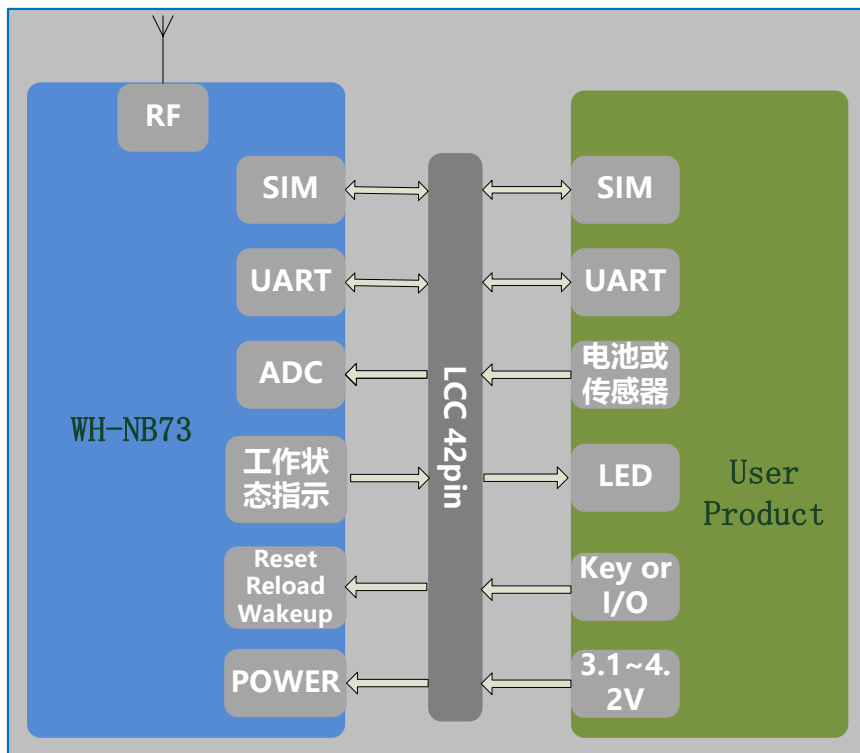 RF
SIM
UART
ADC
WH-NB73
工作状
态指示
Reset
Reload
Wakeup
POWER
LCC 42pin
SIM
UART
电池或
传感器
LED
User
Product
Key or
I/O
3.1~4.
2V